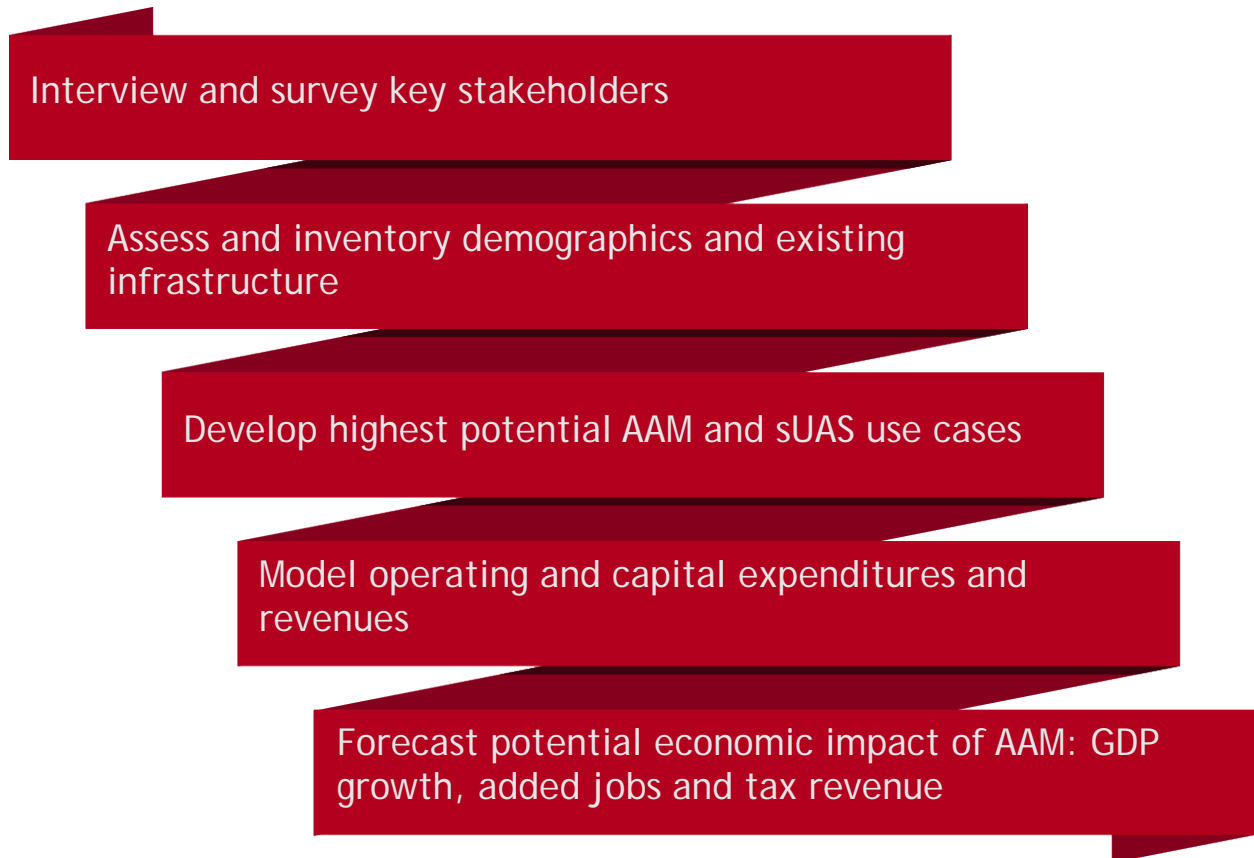 Interview and survey key stakeholders
Assess and inventory demographics and existing
infrastructure
Develop highest potential AAM and sUAS use cases
Model operating and capital expenditures and
revenues
Forecast potential economic impact of AAM: GDP
growth, added jobs and tax revenue